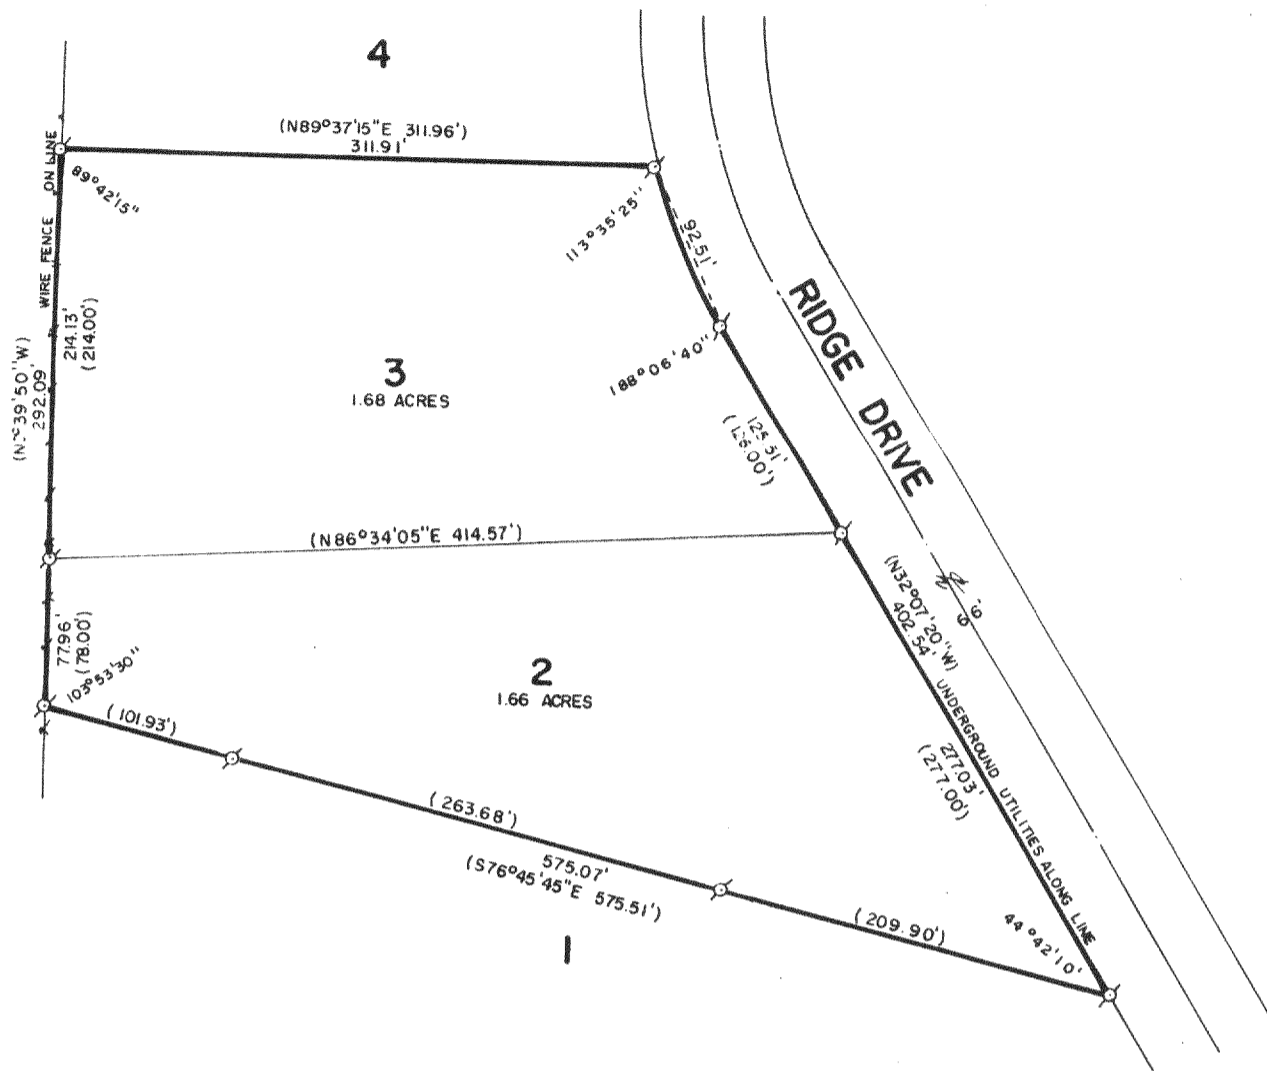 4
(N89°37'15"E 311.96')
311.91'
WIRE FENCE ON LINE
89°42'15"
113°35'25"
92.51'
RIDGE DRIVE
214.13'
(214.00')
292.09'
3
1.68 ACRES
188°06'40"
125.51'
(126.00')
(N86°34'05"E 414.57')
(N32°07'20"W)
402.54'
66'
77.96'
(78.00')
103°53'30"
2
1.66 ACRES
UNDERGROUND UTILITIES ALONG LINE
277.03'
(277.00')
(101.93')
(263.68')
575.07'
(S76°45'45"E 575.51')
(209.90')
44°42'10"
1